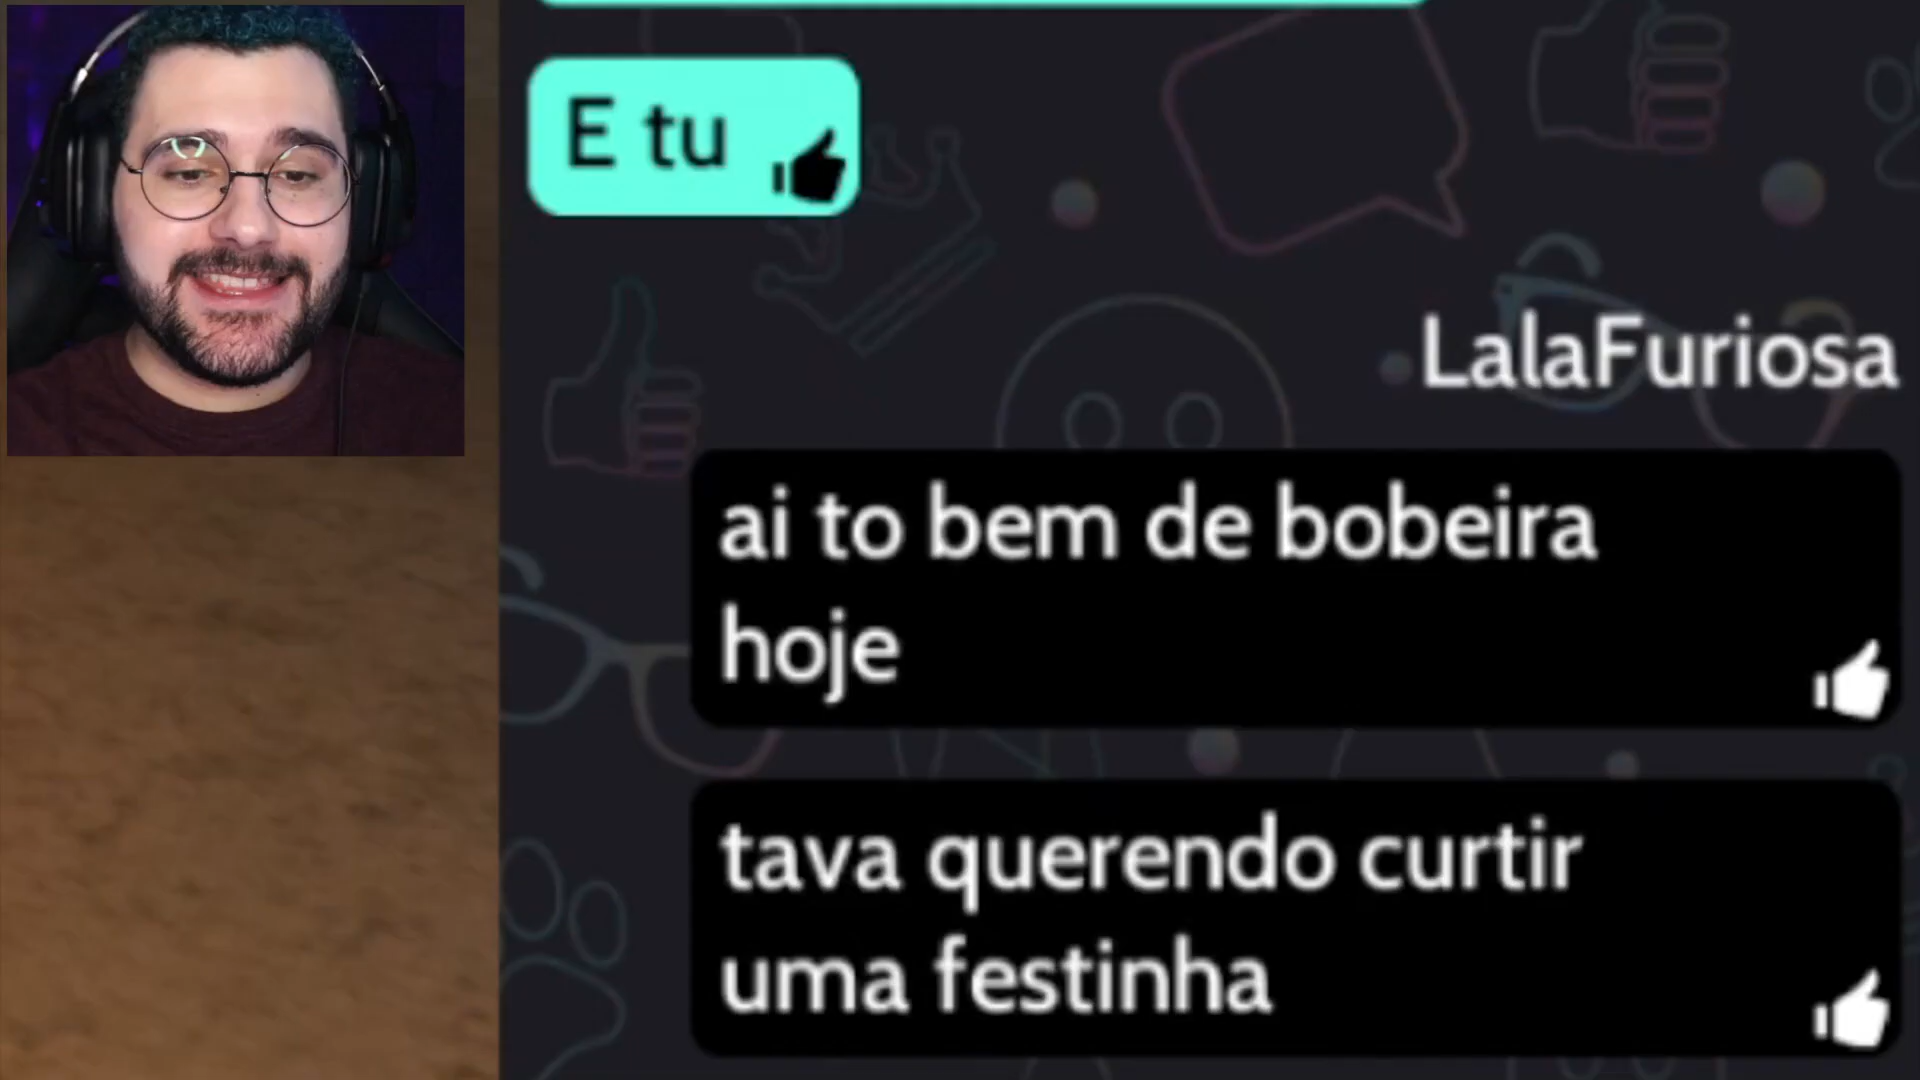 E tu
LalaFuriosa
ai to bem de bobeira
hoje
tava querendo curtir
uma festinha